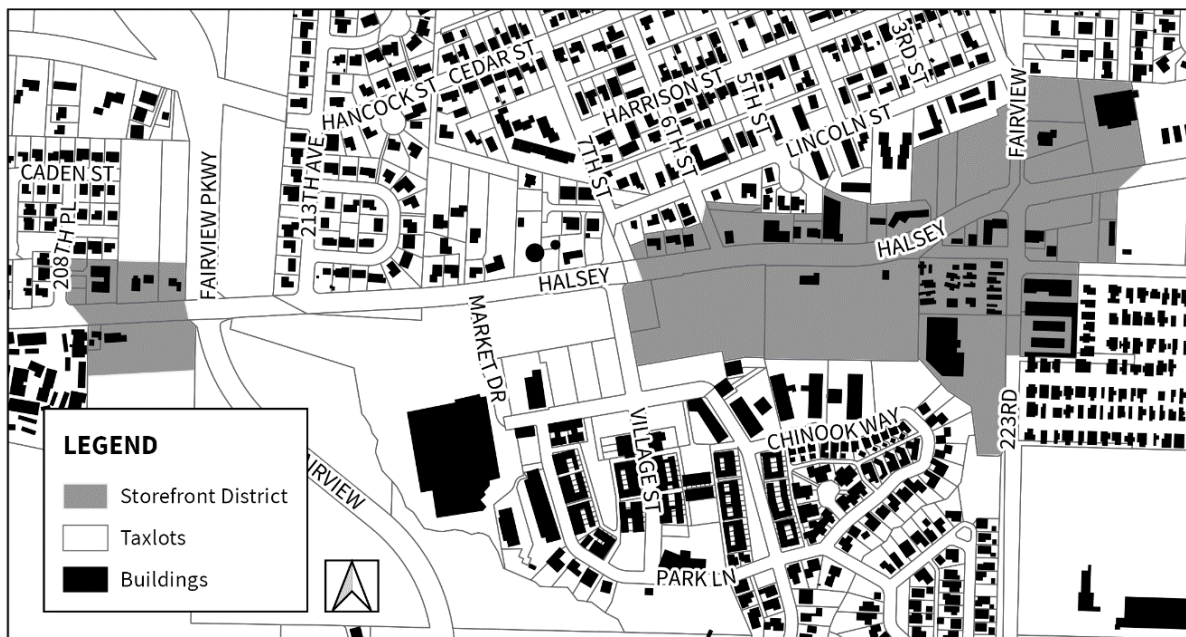 CEDAR ST
HANCOCK ST
3RD ST
HARRISON ST
5TH ST
6TH ST
LINCOLN ST
FAIRVIEW
7TH ST
CADEN ST
213TH AVE
208TH PL
FAIRVIEW PKWY
HALSEY
HALSEY
MARKET DR
VILLAGE ST
CHINOOK WAY
223RD
IRVIEW
PARK LN
LEGEND
Storefront District
Taxlots
Buildings